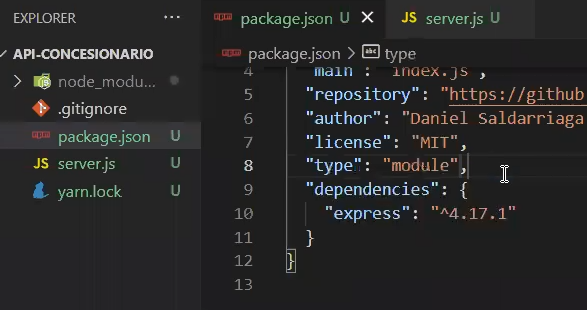 EXPLORER ...
API-CONCESIONARIO
node_modu...
.gitignore
package.json U
server.js U
yarn.lock U
package.json U JS server.js U
package.json > abc type
4 "main": "index.js",
5 "repository": "https://github
6 "author": "Daniel Saldarriaga
7 "license": "MIT",
8 "type": "module",
9 "dependencies": {
10 "express": "^4.17.1"
11 }
12 }
13